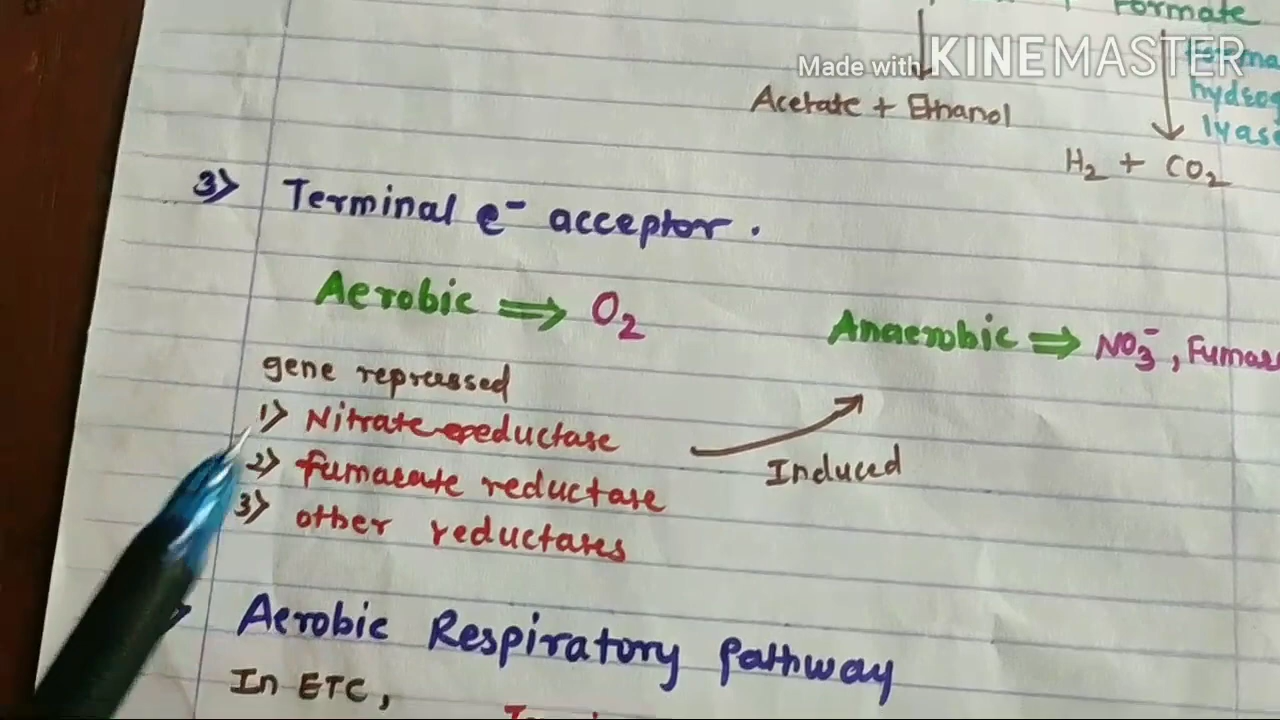 Formate
Made with KINEMASTER
Acetate + Ethanol
hydrog
lyase
H₂ + CO₂
3) Terminal e⁻ acceptor.
Aerobic ⇒ O₂
Anaerobic ⇒ NO₃⁻, Fumar
gene repressed
1) Nitrate reductase
Induced
2) fumarate reductase
3) other reductases
Aerobic Respiratory pathway
In ETC,